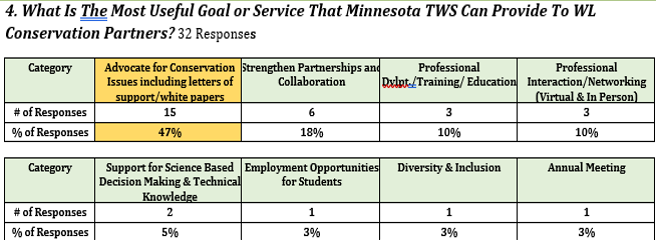 4. What Is The Most Useful Goal or Service That Minnesota TWS Can Provide To WL
Conservation Partners? 32 Responses
Category Advocate for Conservation Strengthen Partnerships and Professional Professional
Issues including letters of Collaboration Dvlpt./Training/ Education Interaction/Networking
support/white papers (Virtual & In Person)
# of Responses 15 6 3 3
% of Responses 47% 18% 10% 10%
Category Support for Science Based Employment Opportunities Diversity & Inclusion Annual Meeting
Decision Making & Technical for Students
Knowledge
# of Responses 2 1 1 1
% of Responses 5% 3% 3% 3%